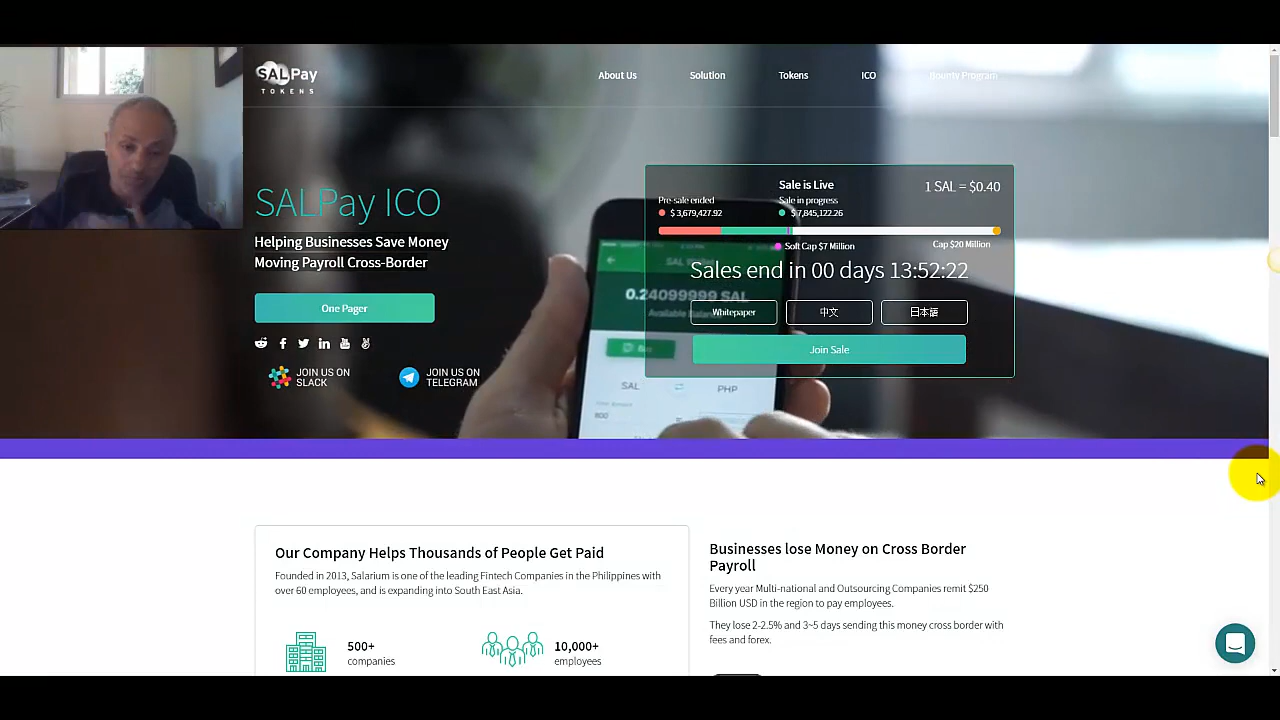 SALPay
TOKENS
About Us
Solution
Tokens
ICO
Bounty Program
SALPay ICO
Helping Businesses Save Money
Moving Payroll Cross-Border
One Pager
JOIN US ON
SLACK
JOIN US ON
TELEGRAM
Sale is Live
1 SAL = $0.40
Pre-sale ended
Sale in progress
$ 3,679,427.92
$ 7,845,122.26
Soft Cap $7 Million
Cap $20 Million
Sales end in 00 days 13:52:22
Whitepaper
中文
日本語
Join Sale
0.24099999 SAL
Available Balance
Buy
SAL
PHP
800
Our Company Helps Thousands of People Get Paid
Founded in 2013, Salarium is one of the leading Fintech Companies in the Philippines with
over 60 employees, and is expanding into South East Asia.
500+
companies
10,000+
employees
Businesses lose Money on Cross Border
Payroll
Every year Multi-national and Outsourcing Companies remit $250
Billion USD in the region to pay employees.
They lose 2-2.5% and 3~5 days sending this money cross border with
fees and forex.